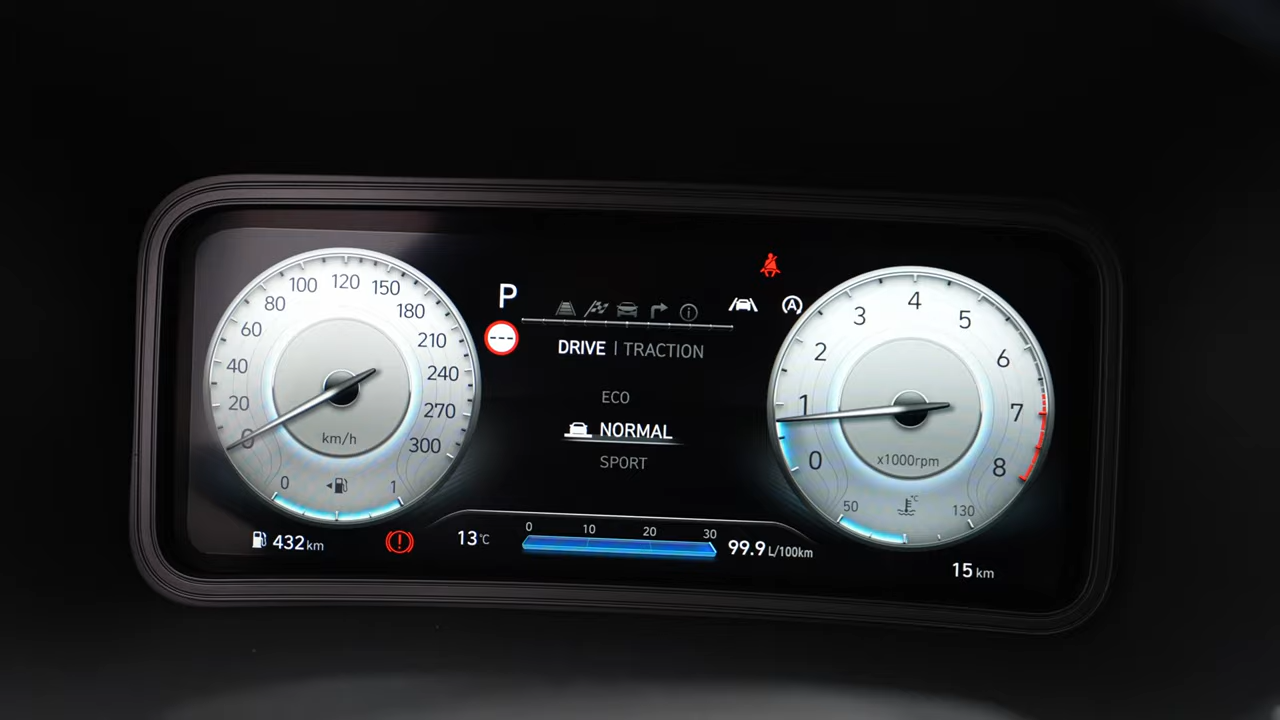 0
20
40
60
80
100
120
150
180
210
240
270
300
km/h
0
1
432 km
P
DRIVE | TRACTION
ECO
NORMAL
SPORT
13°C
0 10 20 30
99.9 L/100km
A
0
1
2
3
4
5
6
7
8
x1000rpm
50
°C
130
15 km